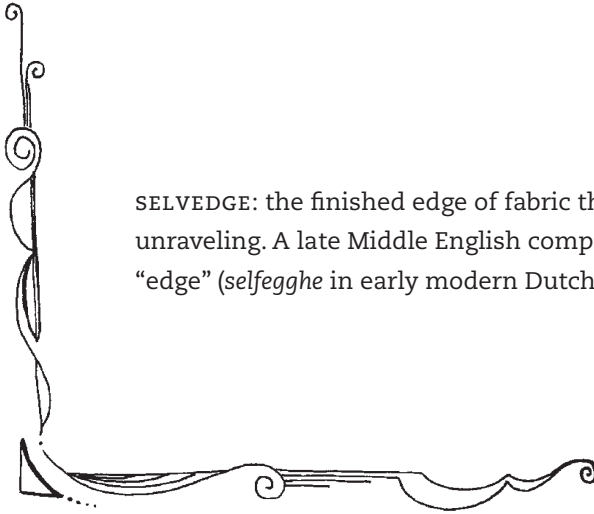 SELVEDGE: the finished edge of fabric th
unraveling. A late Middle English comp
“edge” (selfegghe in early modern Dutch